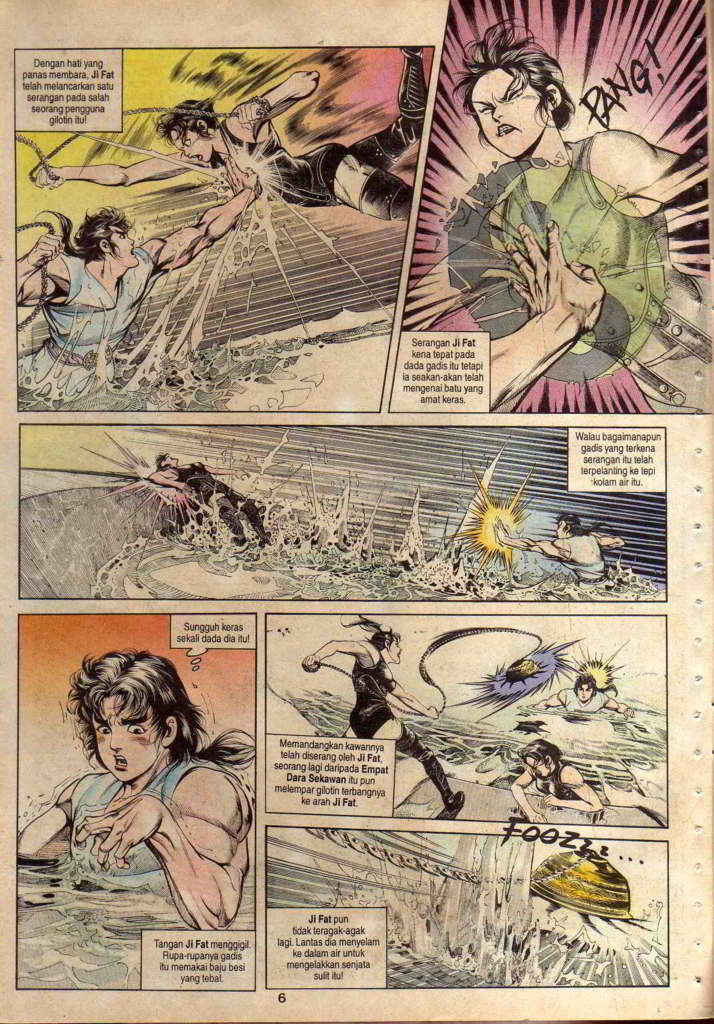 Dengan hati yang
panas membara, Ji Fat
telah melancarkan satu
serangan pada salah
seorang pengguna
gilotin itu!
PANG!
Serangan Ji Fat
kena tepat pada
dada gadis itu tetapi
ia seakan-akan telah
mengenai batu yang
amat keras.
Walau bagaimanapun
gadis yang terkena
serangan itu telah
terpelanting ke tepi
kolam air itu.
Sungguh keras
sekali dada dia itu!
Tangan Ji Fat menggigil.
Rupa-rupanya gadis
itu memakai baju besi
yang tebal.
Memandangkan kawannya
telah diserang oleh Ji Fat,
seorang lagi daripada Empat
Dara Sekawan itu pun
melempar gilotin terbangnya
ke arah Ji Fat.
FOOZZZZ...
Ji Fat pun
tidak teragak-agak
lagi. Lantas dia menyelam
ke dalam air untuk
mengelakkan senjata
sulit itu!
6